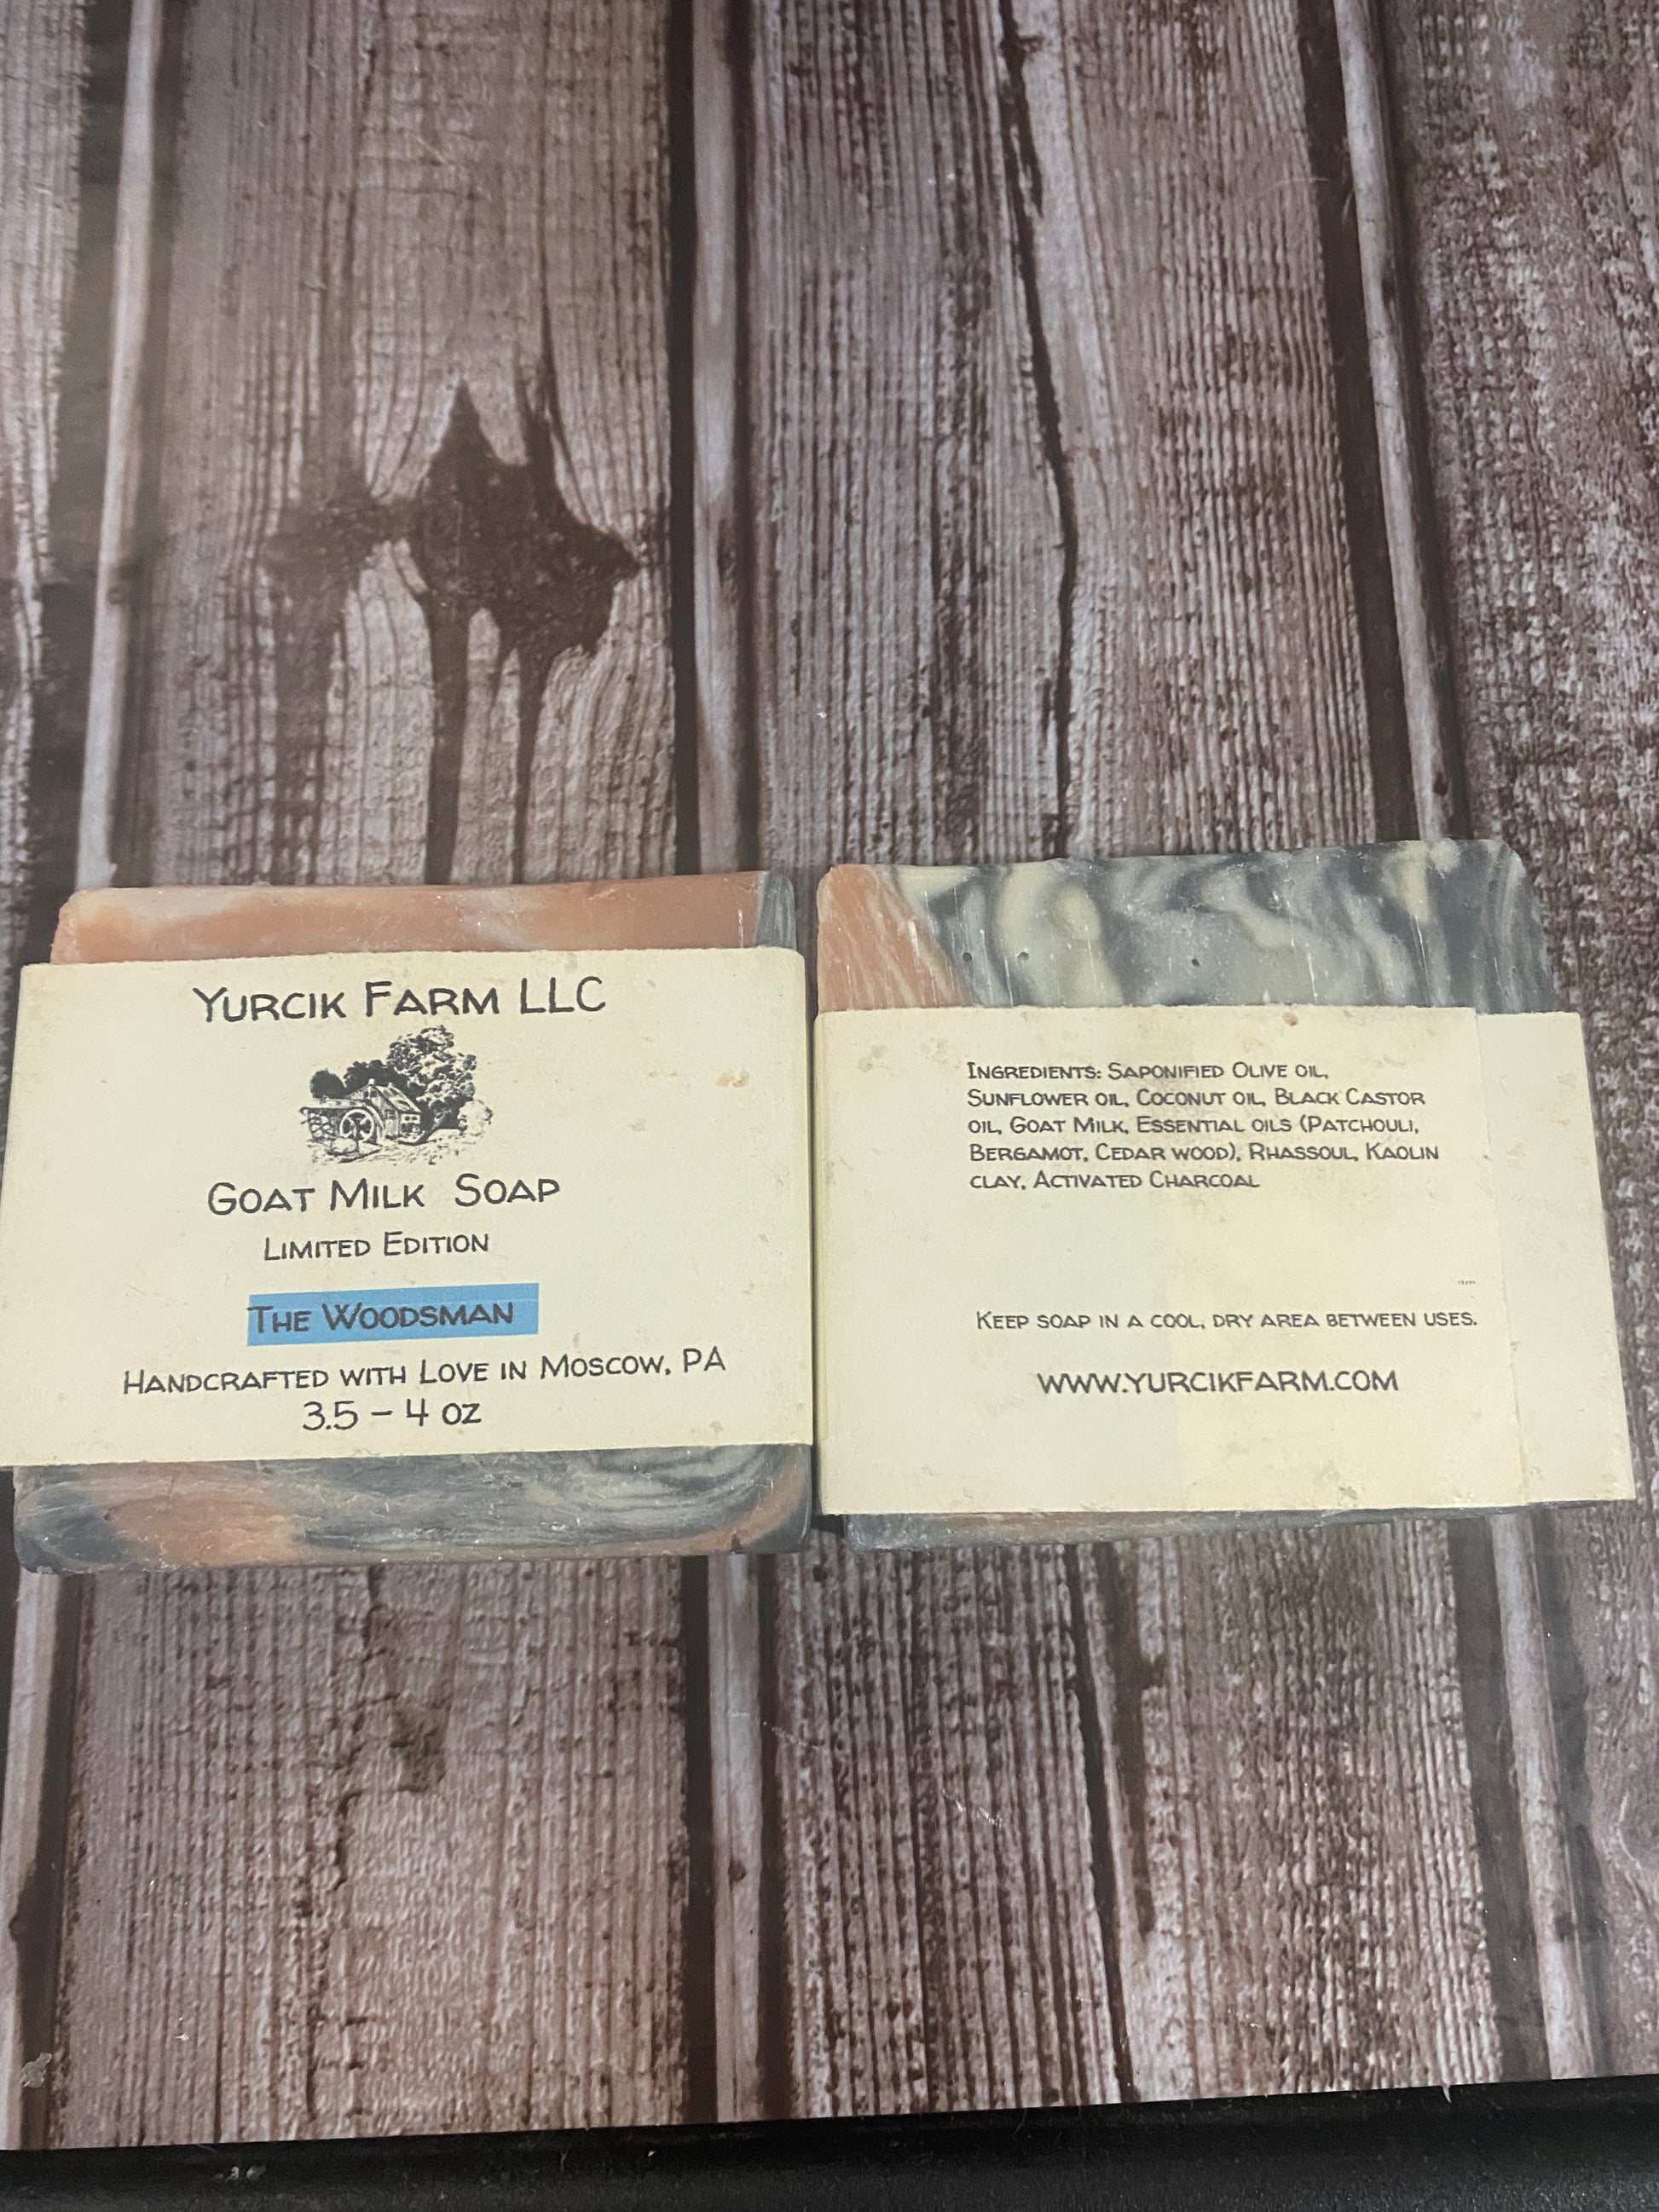 Yurcik Farm LLC
Goat Milk Soap
Limited Edition
The Woodsman
Handcrafted with Love in Moscow, PA
3.5 – 4 oz
Ingredients: Saponified Olive oil,
Sunflower oil, Coconut oil, Black Castor
oil, Goat Milk, Essential oils (Patchouli,
Bergamot, Cedar wood), Rhassoul, Kaolin
clay, Activated Charcoal
Keep soap in a cool, dry area between uses.
www.yurcikfarm.com